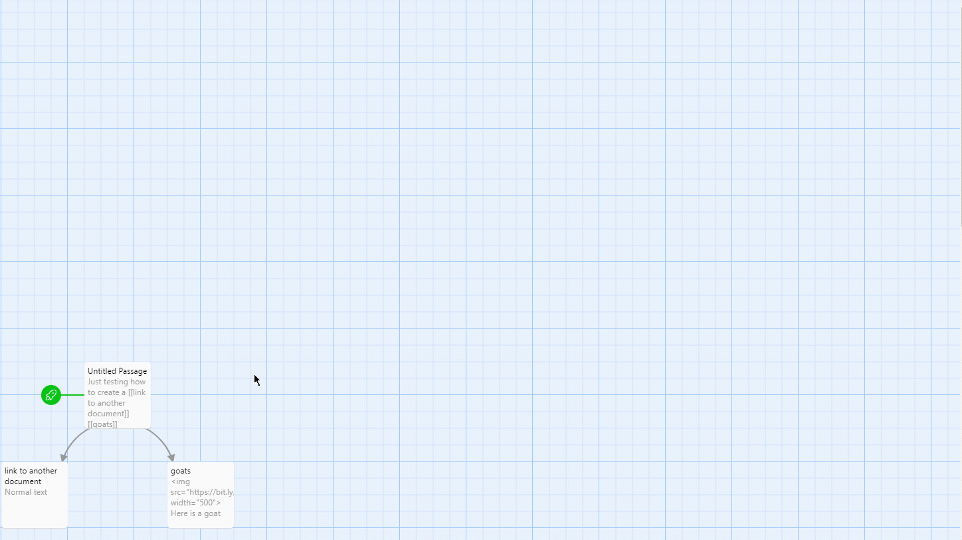 Untitled Passage
Just testing how
to create a [[link
to another
document]]
[[goats]]
link to another
document
Normal text
goats
<img
src="https://bit.ly,
width="500">
Here is a goat